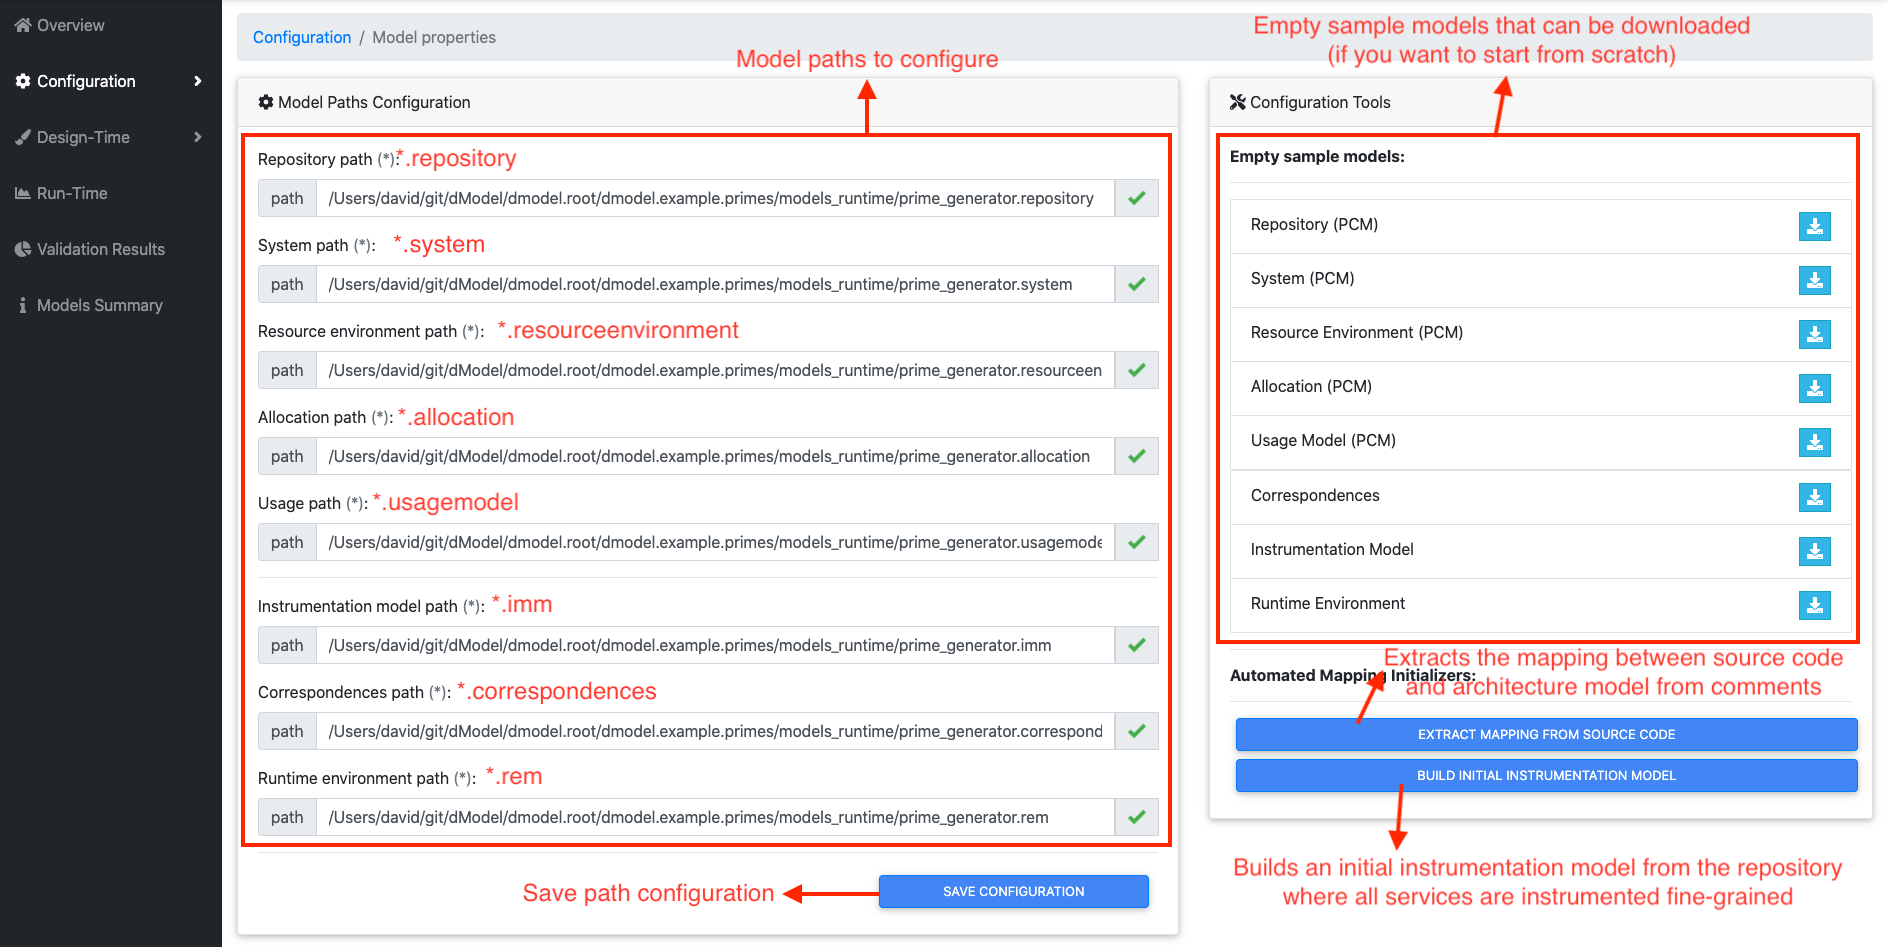 Overview
Configuration
Design-Time
Run-Time
Validation Results
Models Summary
Configuration / Model properties
Model paths to configure
Model Paths Configuration
Repository path (*): *.repository
path /Users/david/git/dModel/dmodel.root/dmodel.example.primes/models_runtime/prime_generator.repository
System path (*): *.system
path /Users/david/git/dModel/dmodel.root/dmodel.example.primes/models_runtime/prime_generator.system
Resource environment path (*): *.resourceenvironment
path /Users/david/git/dModel/dmodel.root/dmodel.example.primes/models_runtime/prime_generator.resourceen
Allocation path (*): *.allocation
path /Users/david/git/dModel/dmodel.root/dmodel.example.primes/models_runtime/prime_generator.allocation
Usage path (*): *.usagemodel
path /Users/david/git/dModel/dmodel.root/dmodel.example.primes/models_runtime/prime_generator.usagemode
Instrumentation model path (*): *.imm
path /Users/david/git/dModel/dmodel.root/dmodel.example.primes/models_runtime/prime_generator.imm
Correspondences path (*): *.correspondences
path /Users/david/git/dModel/dmodel.root/dmodel.example.primes/models_runtime/prime_generator.correspond
Runtime environment path (*): *.rem
path /Users/david/git/dModel/dmodel.root/dmodel.example.primes/models_runtime/prime_generator.rem
Save path configuration
SAVE CONFIGURATION
Empty sample models that can be downloaded
(if you want to start from scratch)
Configuration Tools
Empty sample models:
Repository (PCM)
System (PCM)
Resource Environment (PCM)
Allocation (PCM)
Usage Model (PCM)
Correspondences
Instrumentation Model
Runtime Environment
Extracts the mapping between source code
and architecture model from comments
Automated Mapping Initializers:
EXTRACT MAPPING FROM SOURCE CODE
BUILD INITIAL INSTRUMENTATION MODEL
Builds an initial instrumentation model from the repository
where all services are instrumented fine-grained